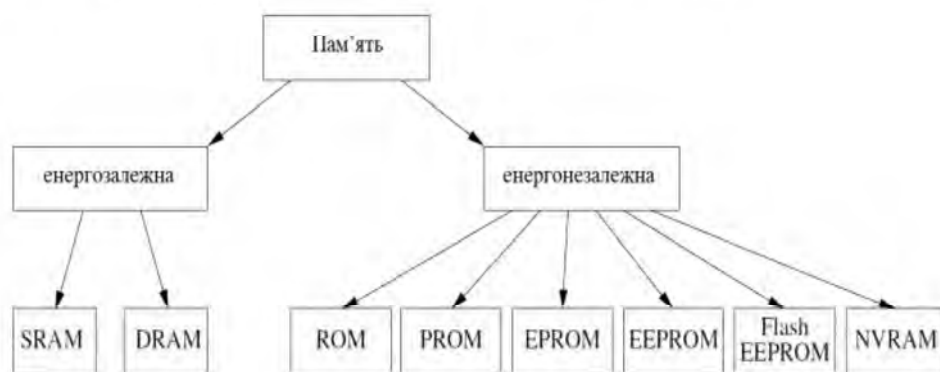 Пам'ять
енергозалежна
енергонезалежна
SRAM
DRAM
ROM
PROM
EPROM
EEPROM
Flash
EEPROM
NVRAM